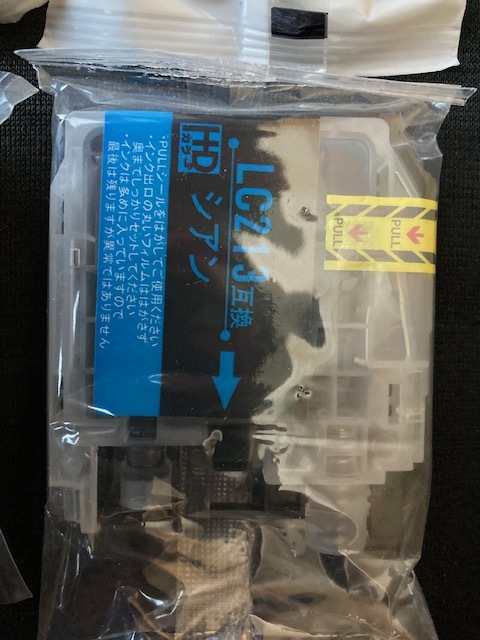 LC213互換
HD
シアン
・PULLシールをはがしてご使用ください
・インク出口の丸いフィルムははがさず
奥までしっかりセットしてください
・インクは多めに入っていますので
最後は残りますが異常ではありません
PULL
PULL